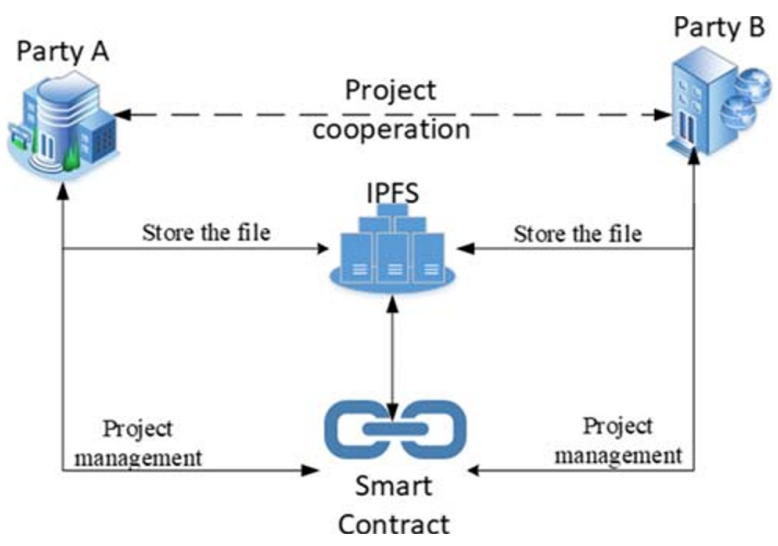 Party A
Party B
Project
cooperation
IPFS
Store the file
Store the file
Project
management
Project
management
Smart
Contract